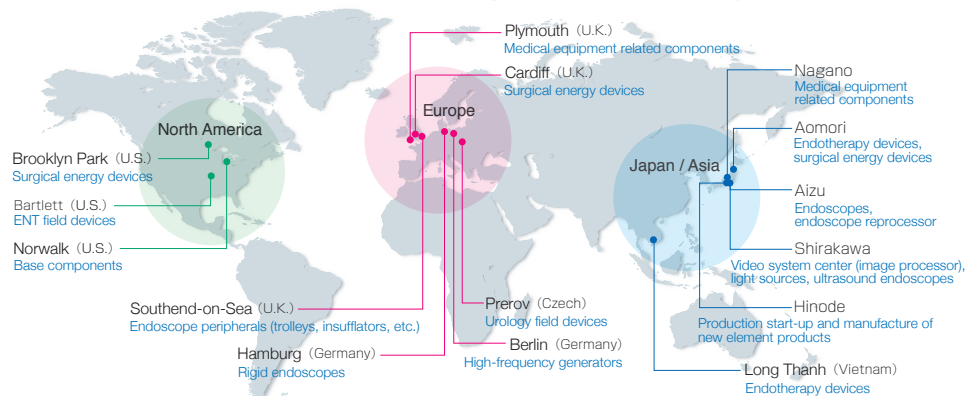 North America
Brooklyn Park (U.S.)
Surgical energy devices
Bartlett (U.S.)
ENT field devices
Norwalk (U.S.)
Base components
Europe
Plymouth (U.K.)
Medical equipment related components
Cardiff (U.K.)
Surgical energy devices
Southend-on-Sea (U.K.)
Endoscope peripherals (trolleys, insufflators, etc.)
Hamburg (Germany)
Rigid endoscopes
Prerov (Czech)
Urology field devices
Berlin (Germany)
High-frequency generators
Japan / Asia
Nagano
Medical equipment
related components
Aomori
Endotherapy devices,
surgical energy devices
Aizu
Endoscopes,
endoscope reprocessor
Shirakawa
Video system center (image processor),
light sources, ultrasound endoscopes
Hinode
Production start-up and manufacture of
new element products
Long Thanh (Vietnam)
Endotherapy devices